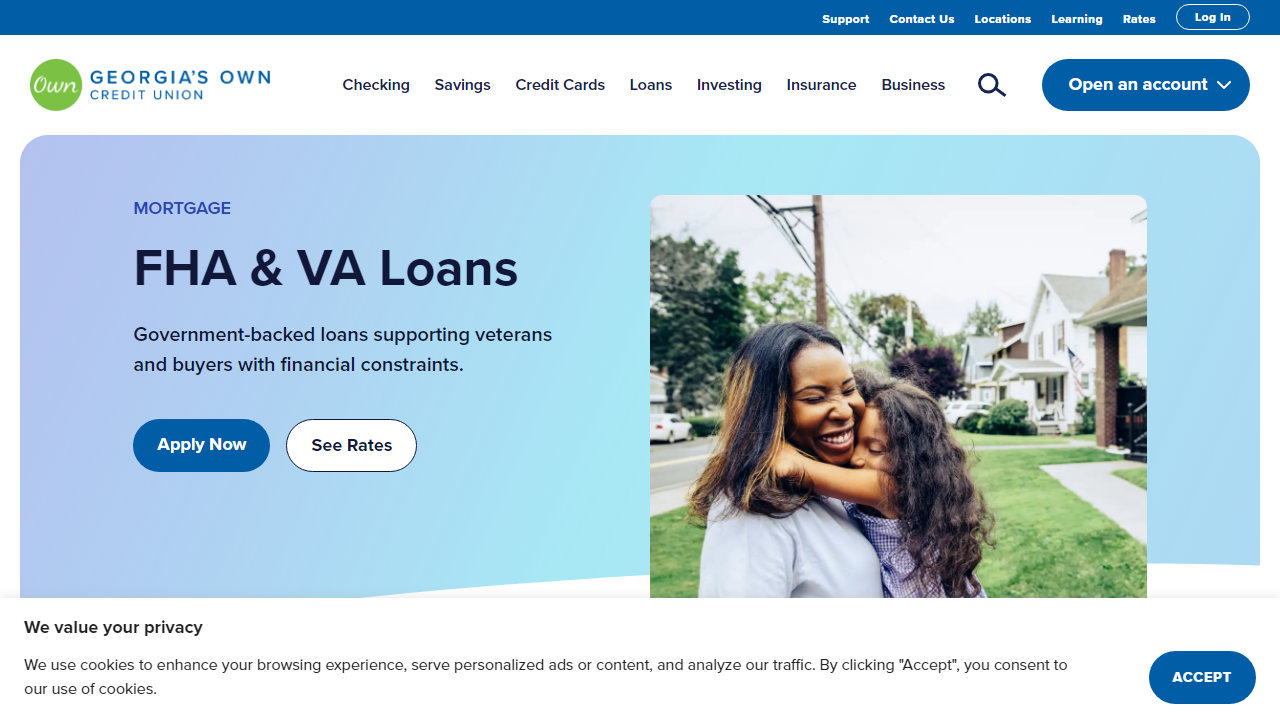 Support Contact Us Locations Learning Rates Log In
Own GEORGIA'S OWN
CREDIT UNION
Checking Savings Credit Cards Loans Investing Insurance Business Open an account
MORTGAGE
FHA & VA Loans
Government-backed loans supporting veterans
and buyers with financial constraints.
Apply Now See Rates
We value your privacy
We use cookies to enhance your browsing experience, serve personalized ads or content, and analyze our traffic. By clicking "Accept", you consent to
our use of cookies.
ACCEPT